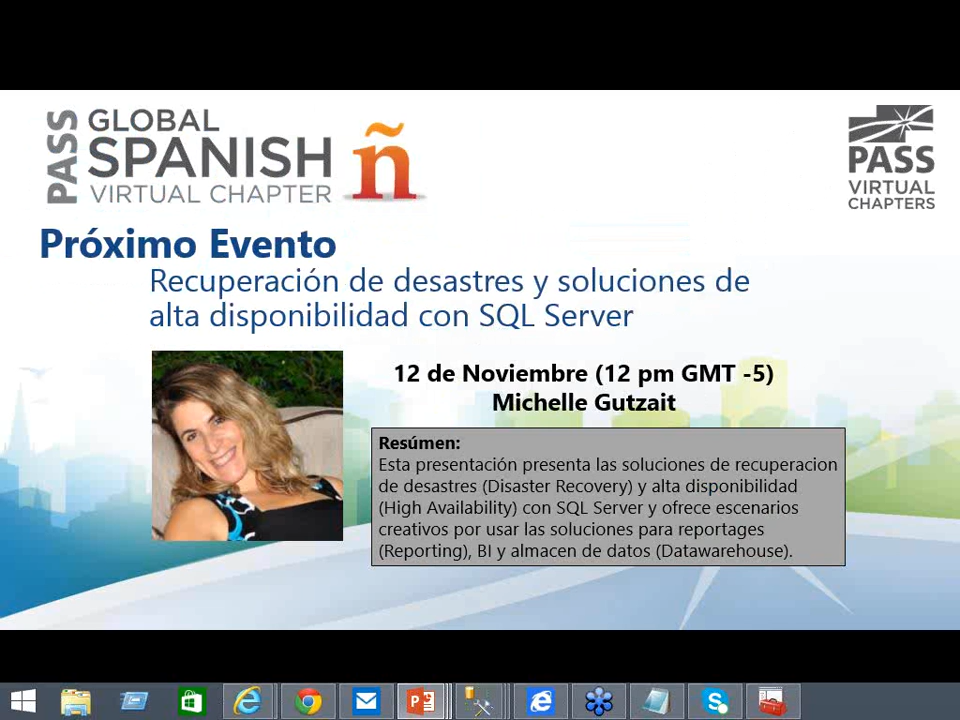 PASS
GLOBAL
SPANISH
VIRTUAL CHAPTER
ñ
PASS
VIRTUAL
CHAPTERS
Próximo Evento
Recuperación de desastres y soluciones de
alta disponibilidad con SQL Server
12 de Noviembre (12 pm GMT -5)
Michelle Gutzait
Resúmen:
Esta presentación presenta las soluciones de recuperacion
de desastres (Disaster Recovery) y alta disponibilidad
(High Availability) con SQL Server y ofrece escenarios
creativos por usar las soluciones para reportages
(Reporting), BI y almacen de datos (Datawarehouse).